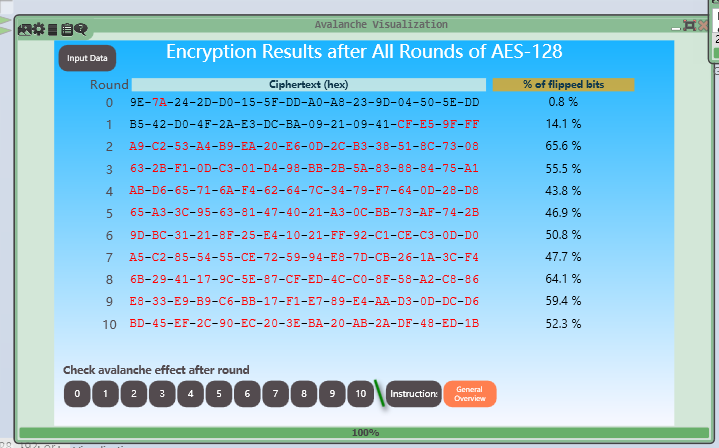 Avalanche Visualization
Input Data
Encryption Results after All Rounds of AES-128
Round Ciphertext (hex) % of flipped bits
0 9E-7A-24-2D-D0-15-5F-DD-A0-A8-23-9D-04-50-5E-DD 0.8 %
1 B5-42-D0-4F-2A-E3-DC-BA-09-21-09-41-CF-E5-9F-FF 14.1 %
2 A9-C2-53-A4-B9-EA-20-E6-0D-2C-B3-38-51-8C-73-08 65.6 %
3 63-2B-F1-0D-C3-01-D4-98-BB-2B-5A-83-88-84-75-A1 55.5 %
4 AB-D6-65-71-6A-F4-62-64-7C-34-79-F7-64-0D-28-D8 43.8 %
5 65-A3-3C-95-63-81-47-40-21-A3-0C-BB-73-AF-74-2B 46.9 %
6 9D-BC-31-21-8F-25-E4-10-21-FF-92-C1-CE-C3-0D-D0 50.8 %
7 A5-C2-85-54-55-CE-72-59-94-E8-7D-CB-26-1A-3C-F4 47.7 %
8 6B-29-41-17-9C-5E-87-CF-ED-4C-C0-8F-58-A2-C8-86 64.1 %
9 E8-33-E9-B9-C6-BB-17-F1-E7-89-E4-AA-D3-0D-DC-D6 59.4 %
10 BD-45-EF-2C-90-EC-20-3E-BA-20-AB-2A-DF-48-ED-1B 52.3 %
Check avalanche effect after round
0 1 2 3 4 5 6 7 8 9 10 Instruction: General
Overview
100%